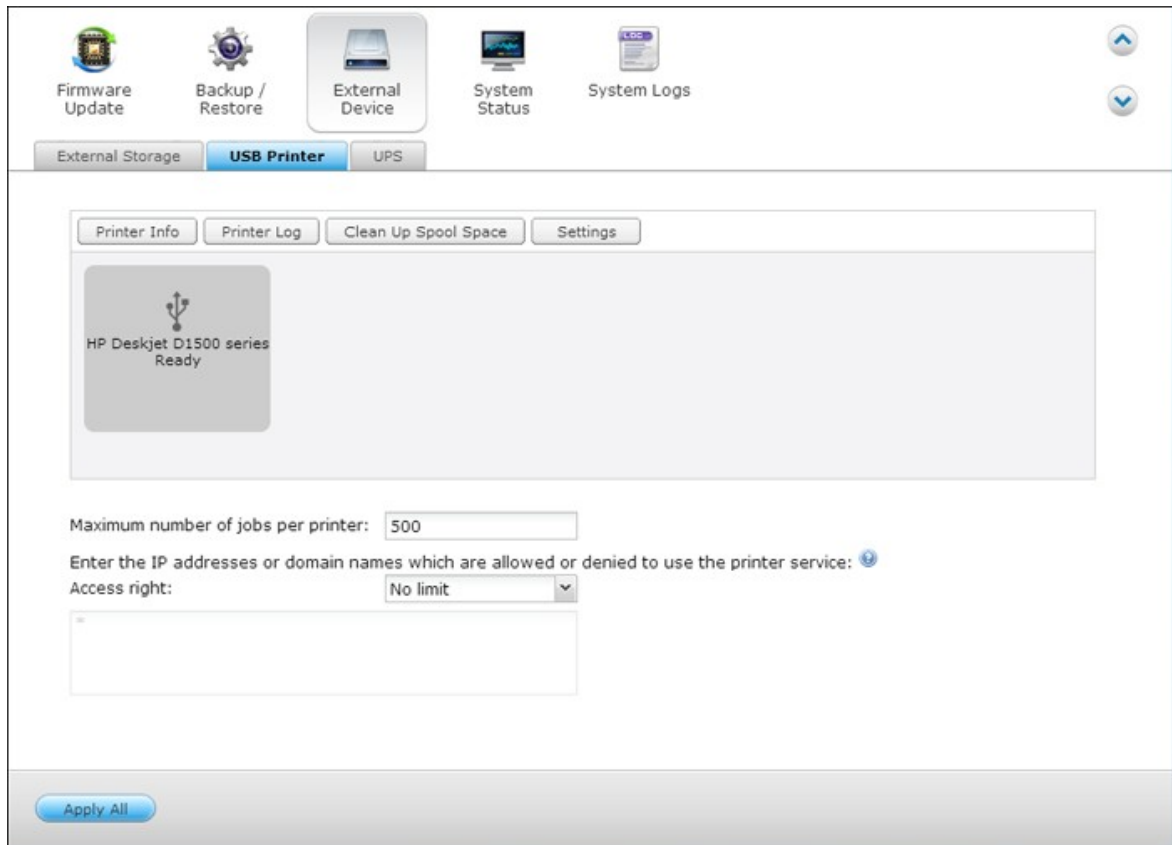 LOG
Firmware
Update
Backup /
Restore
External
Device
System
Status
System Logs
External Storage USB Printer UPS
Printer Info Printer Log Clean Up Spool Space Settings
HP Deskjet D1500 series
Ready
Maximum number of jobs per printer: 500
Enter the IP addresses or domain names which are allowed or denied to use the printer service: ?
Access right: No limit
Apply All